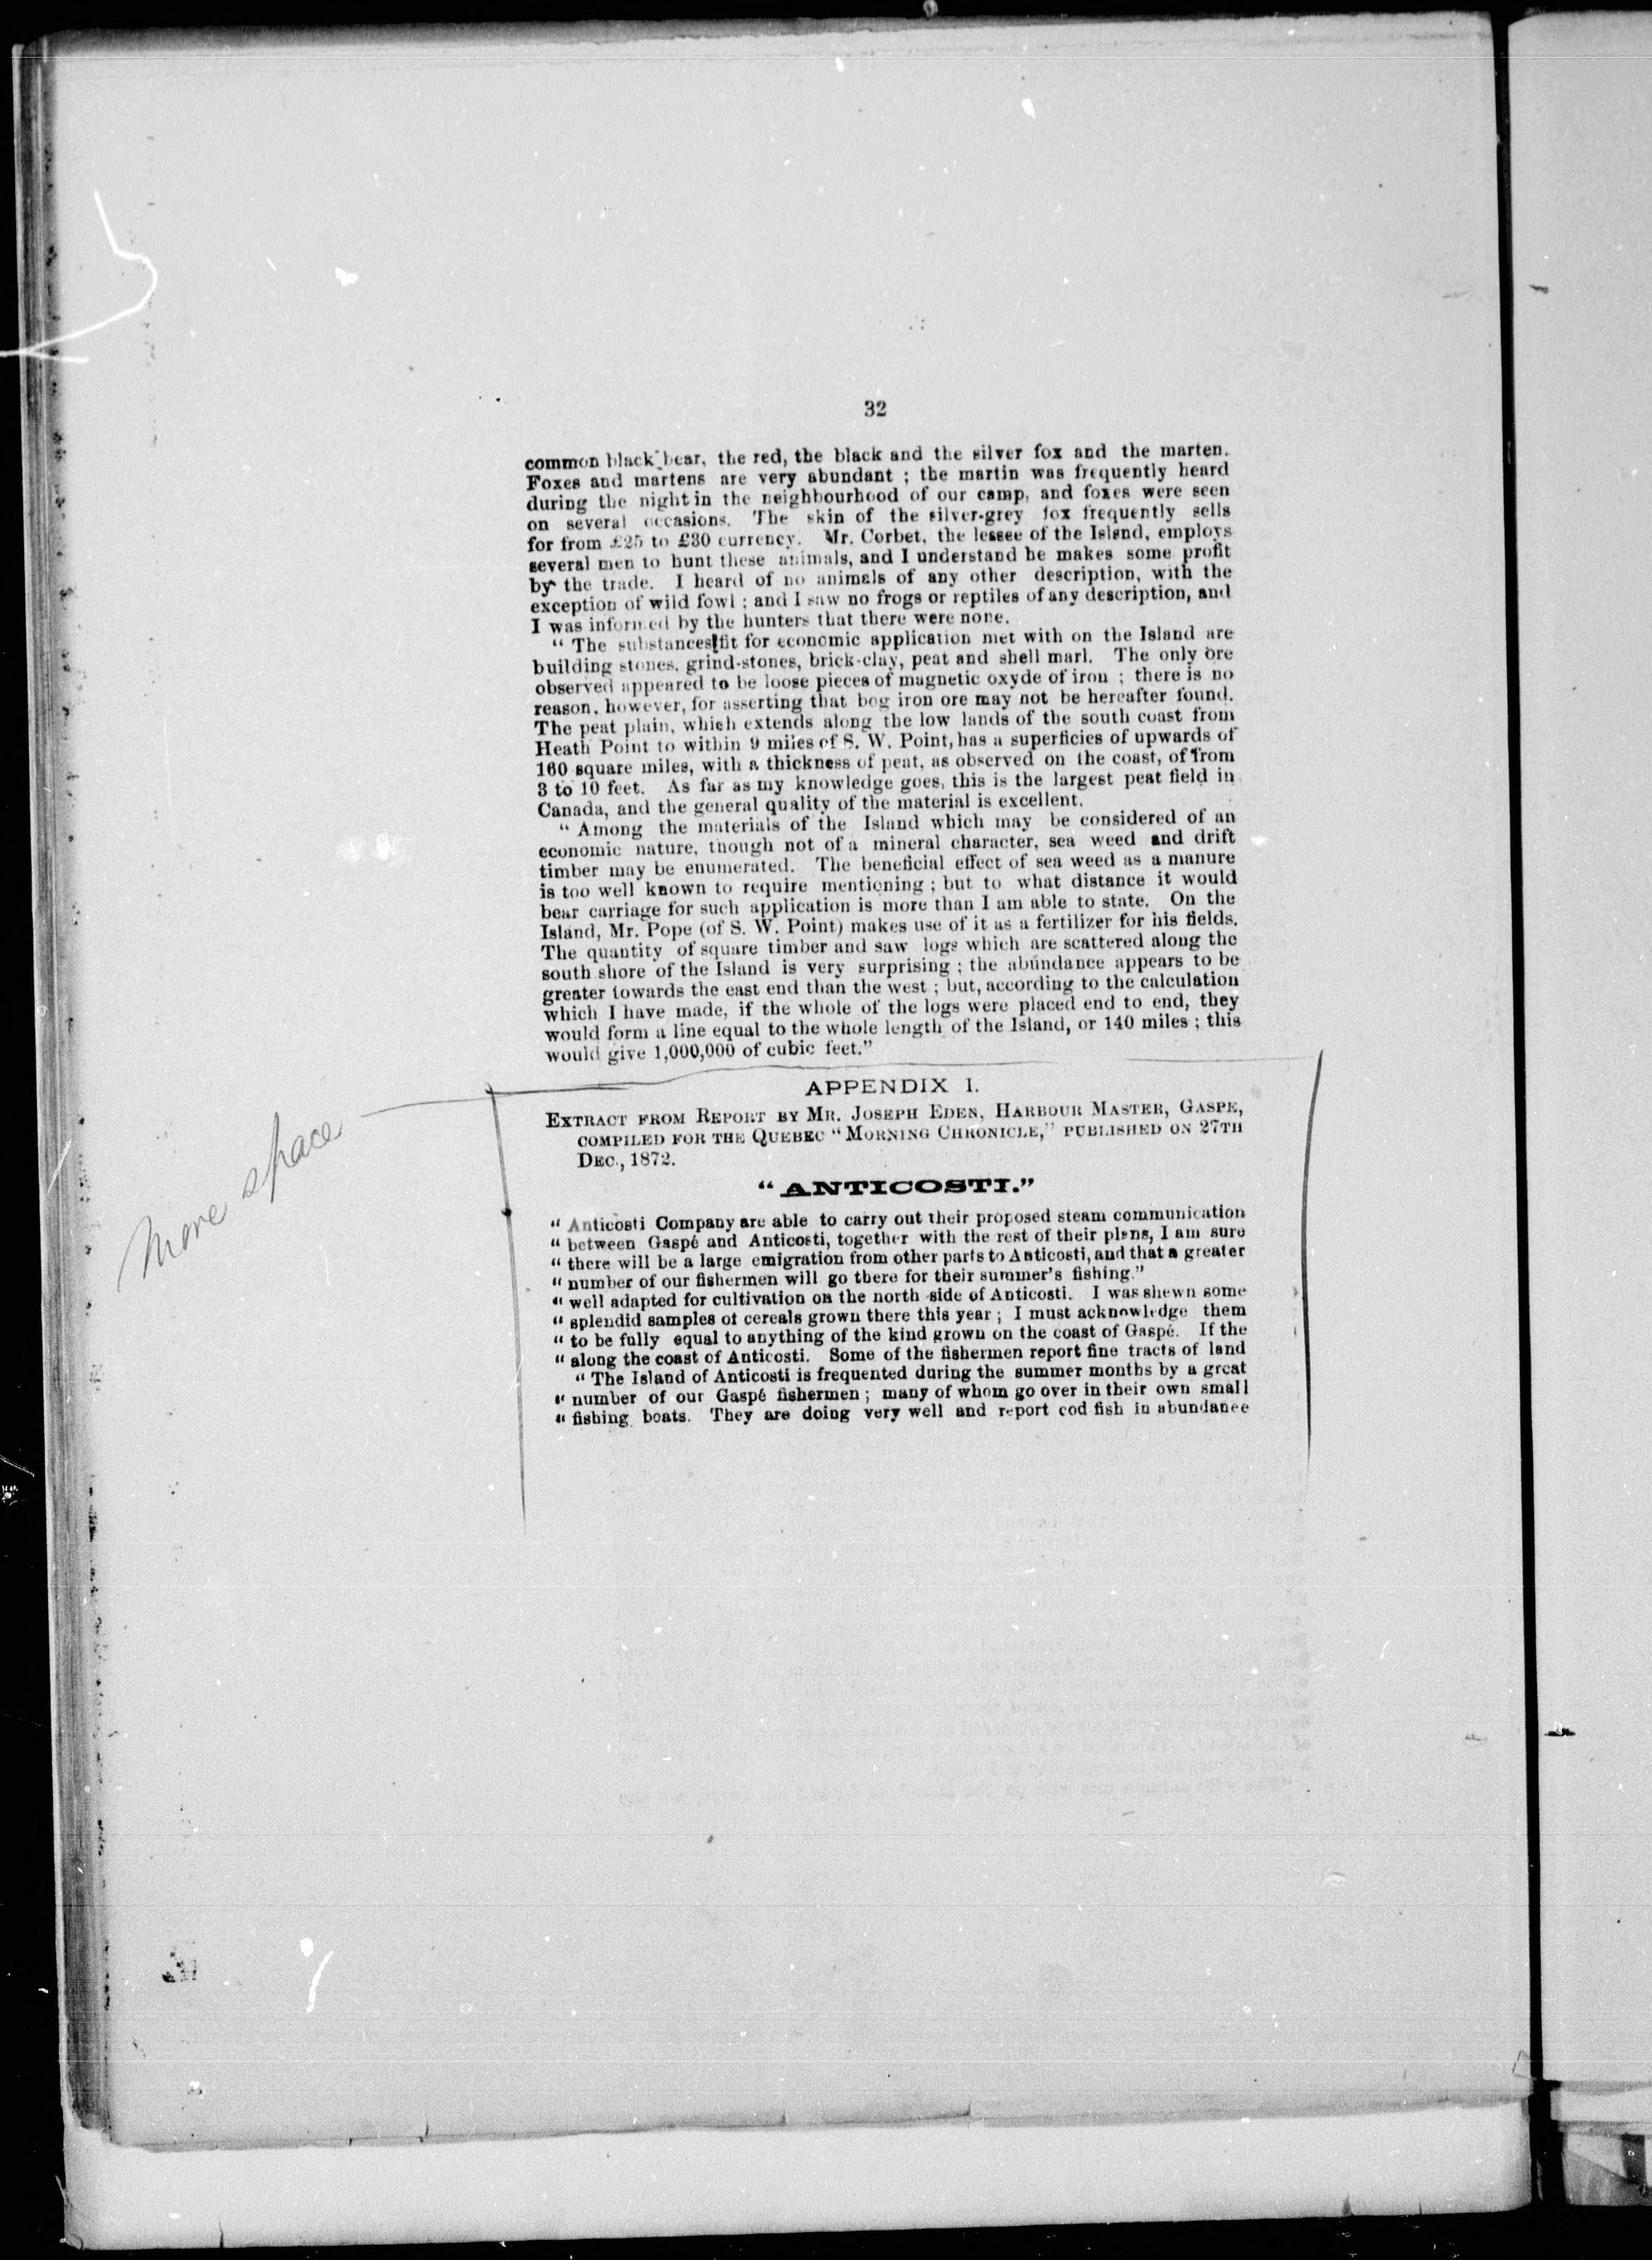 32
common black bear, the red, the black and the silver fox and the marten.
Foxes and martens are very abundant ; the martin was frequently heard
during the night in the neighbourhood of our camp, and foxes were seen
on several occasions. The skin of the silver-grey fox frequently sells
for from £25 to £30 currency. Mr. Corbet, the lessee of the Island, employs
several men to hunt these animals, and I understand he makes some profit
by the trade. I heard of no animals of any other description, with the
exception of wild fowl ; and I saw no frogs or reptiles of any description, and
I was informed by the hunters that there were none.
“ The substances fit for economic application met with on the Island are
building stones, grind-stones, brick-clay, peat and shell marl. The only ore
observed appeared to be loose pieces of magnetic oxyde of iron ; there is no
reason, however, for asserting that bog iron ore may not be hereafter found.
The peat plain, which extends along the low lands of the south coast from
Heath Point to within 9 miles of S. W. Point, has a superficies of upwards of
160 square miles, with a thickness of peat, as observed on the coast, of from
3 to 10 feet. As far as my knowledge goes, this is the largest peat field in
Canada, and the general quality of the material is excellent.
“ Among the materials of the Island which may be considered of an
economic nature, though not of a mineral character, sea weed and drift
timber may be enumerated. The beneficial effect of sea weed as a manure
is too well known to require mentioning ; but to what distance it would
bear carriage for such application is more than I am able to state. On the
Island, Mr. Pope (of S. W. Point) makes use of it as a fertilizer for his fields.
The quantity of square timber and saw logs which are scattered along the
south shore of the Island is very surprising ; the abundance appears to be
greater towards the east end than the west ; but, according to the calculation
which I have made, if the whole of the logs were placed end to end, they
would form a line equal to the whole length of the Island, or 140 miles ; this
would give 1,000,000 of cubic feet.”
More space
APPENDIX I.
EXTRACT FROM REPORT BY MR. JOSEPH EDEN, HARBOUR MASTER, GASPE,
COMPILED FOR THE QUEBEC “ MORNING CHRONICLE,” PUBLISHED ON 27TH
DEC., 1872.
“ ANTICOSTI.”
“ Anticosti Company are able to carry out their proposed steam communication
“ between Gaspé and Anticosti, together with the rest of their plans, I am sure
“ there will be a large emigration from other parts to Anticosti, and that a greater
“ number of our fishermen will go there for their summer’s fishing.”
“ well adapted for cultivation on the north side of Anticosti. I was shewn some
“ splendid samples of cereals grown there this year ; I must acknowledge them
“ to be fully equal to anything of the kind grown on the coast of Gaspé. If the
“ along the coast of Anticosti. Some of the fishermen report fine tracts of land
“ The Island of Anticosti is frequented during the summer months by a great
“ number of our Gaspé fishermen ; many of whom go over in their own small
“ fishing boats. They are doing very well and report cod fish in abundance